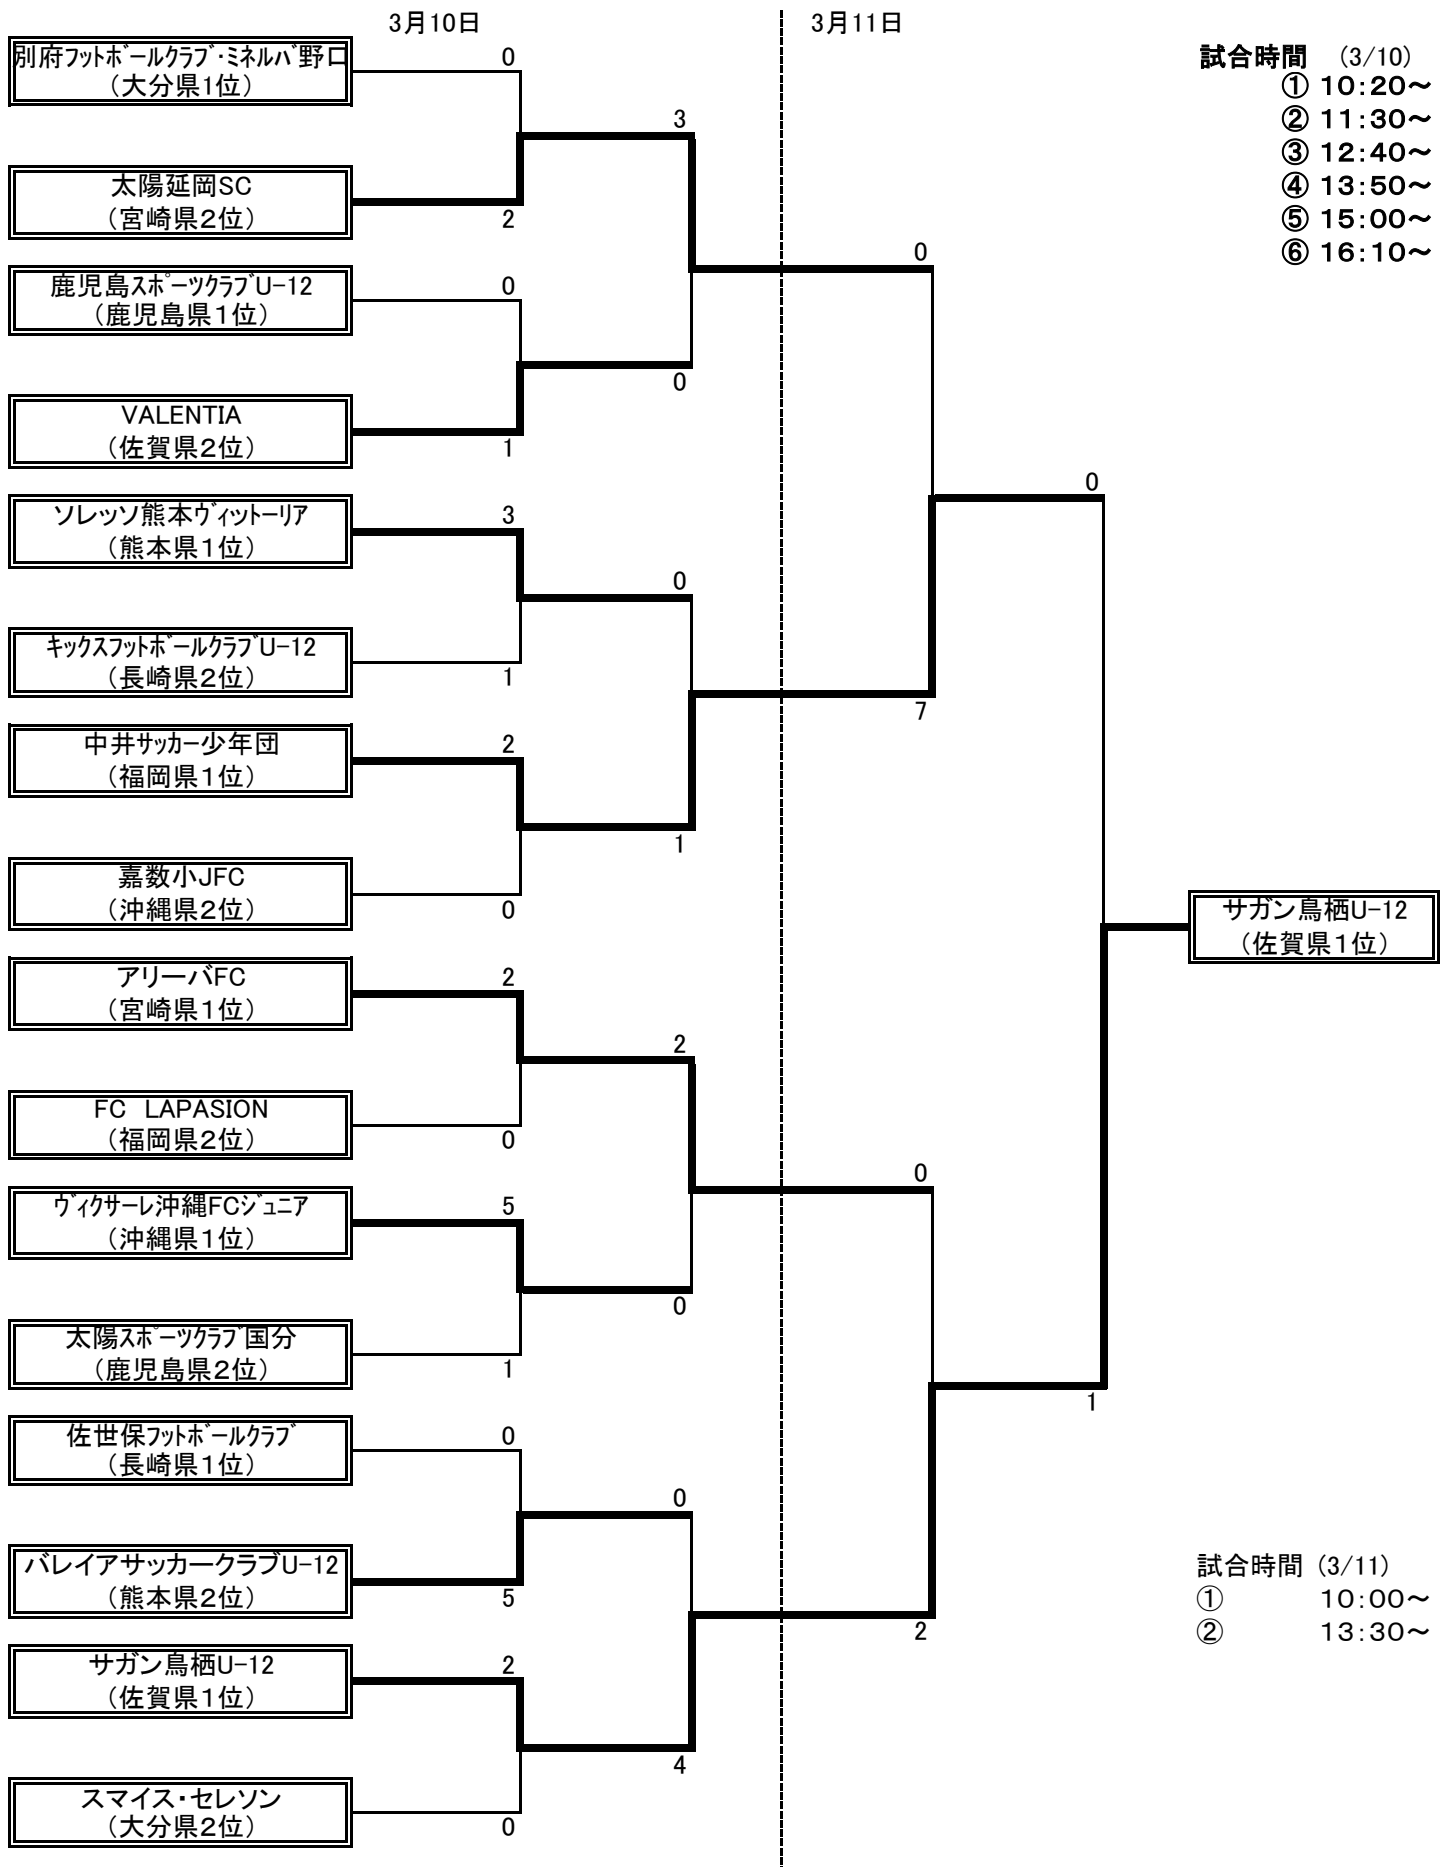 3月10日
3月11日
試合時間 (3/10)
① 10:20～
② 11:30～
③ 12:40～
④ 13:50～
⑤ 15:00～
⑥ 16:10～
別府ﾌｯﾄﾎﾞｰﾙｸﾗﾌﾞ･ﾐﾈﾙﾊﾞ野口
（大分県1位）
0
3
太陽延岡SC
（宮崎県2位）
2
0
鹿児島ｽﾎﾟｰﾂｸﾗﾌﾞU-12
（鹿児島県1位）
0
0
VALENTIA
（佐賀県2位）
1
0
ソレッソ熊本ｳﾞｨｯﾄｰﾘｱ
（熊本県1位）
3
0
ｷｯｸｽﾌｯﾄﾎﾞｰﾙｸﾗﾌﾞU-12
（長崎県2位）
1
7
中井ｻｯｶｰ少年団
（福岡県1位）
2
1
嘉数小JFC
（沖縄県2位）
0
サガン鳥栖U-12
（佐賀県1位）
アリーバFC
（宮崎県1位）
2
2
FC　LAPASION
（福岡県2位）
0
0
ｳﾞｨｸｻｰﾚ沖縄FCｼﾞｭﾆｱ
（沖縄県1位）
5
0
太陽ｽﾎﾟｰﾂｸﾗﾌﾞ国分
（鹿児島県2位）
1
1
佐世保ﾌｯﾄﾎﾞｰﾙｸﾗﾌﾞ
（長崎県1位）
0
0
バレイアサッカークラブU-12
（熊本県2位）
5
2
試合時間 (3/11)
① 10:00～
② 13:30～
サガン鳥栖U-12
（佐賀県1位）
2
4
スマイス・セレソン
（大分県2位）
0